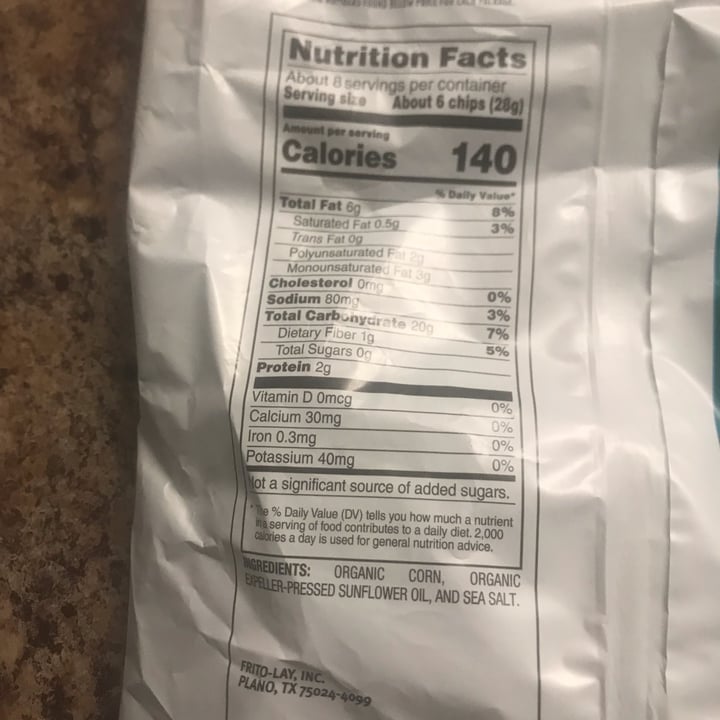 Nutrition Facts
About 8 servings per container
Serving size About 6 chips (28g)
Amount per serving
Calories 140
% Daily Value*
Total Fat 6g 8%
Saturated Fat 0.5g 3%
Trans Fat 0g
Polyunsaturated Fat 2g
Monounsaturated Fat 3g
Cholesterol 0mg 0%
Sodium 80mg 3%
Total Carbohydrate 20g 7%
Dietary Fiber 1g 5%
Total Sugars 0g
Protein 2g
Vitamin D 0mcg 0%
Calcium 30mg 0%
Iron 0.3mg 0%
Potassium 40mg 0%
Not a significant source of added sugars.
* The % Daily Value (DV) tells you how much a nutrient
in a serving of food contributes to a daily diet. 2,000
calories a day is used for general nutrition advice.
INGREDIENTS: ORGANIC CORN, ORGANIC
EXPELLER-PRESSED SUNFLOWER OIL, AND SEA SALT.
FRITO-LAY, INC.
PLANO, TX 75024-4099